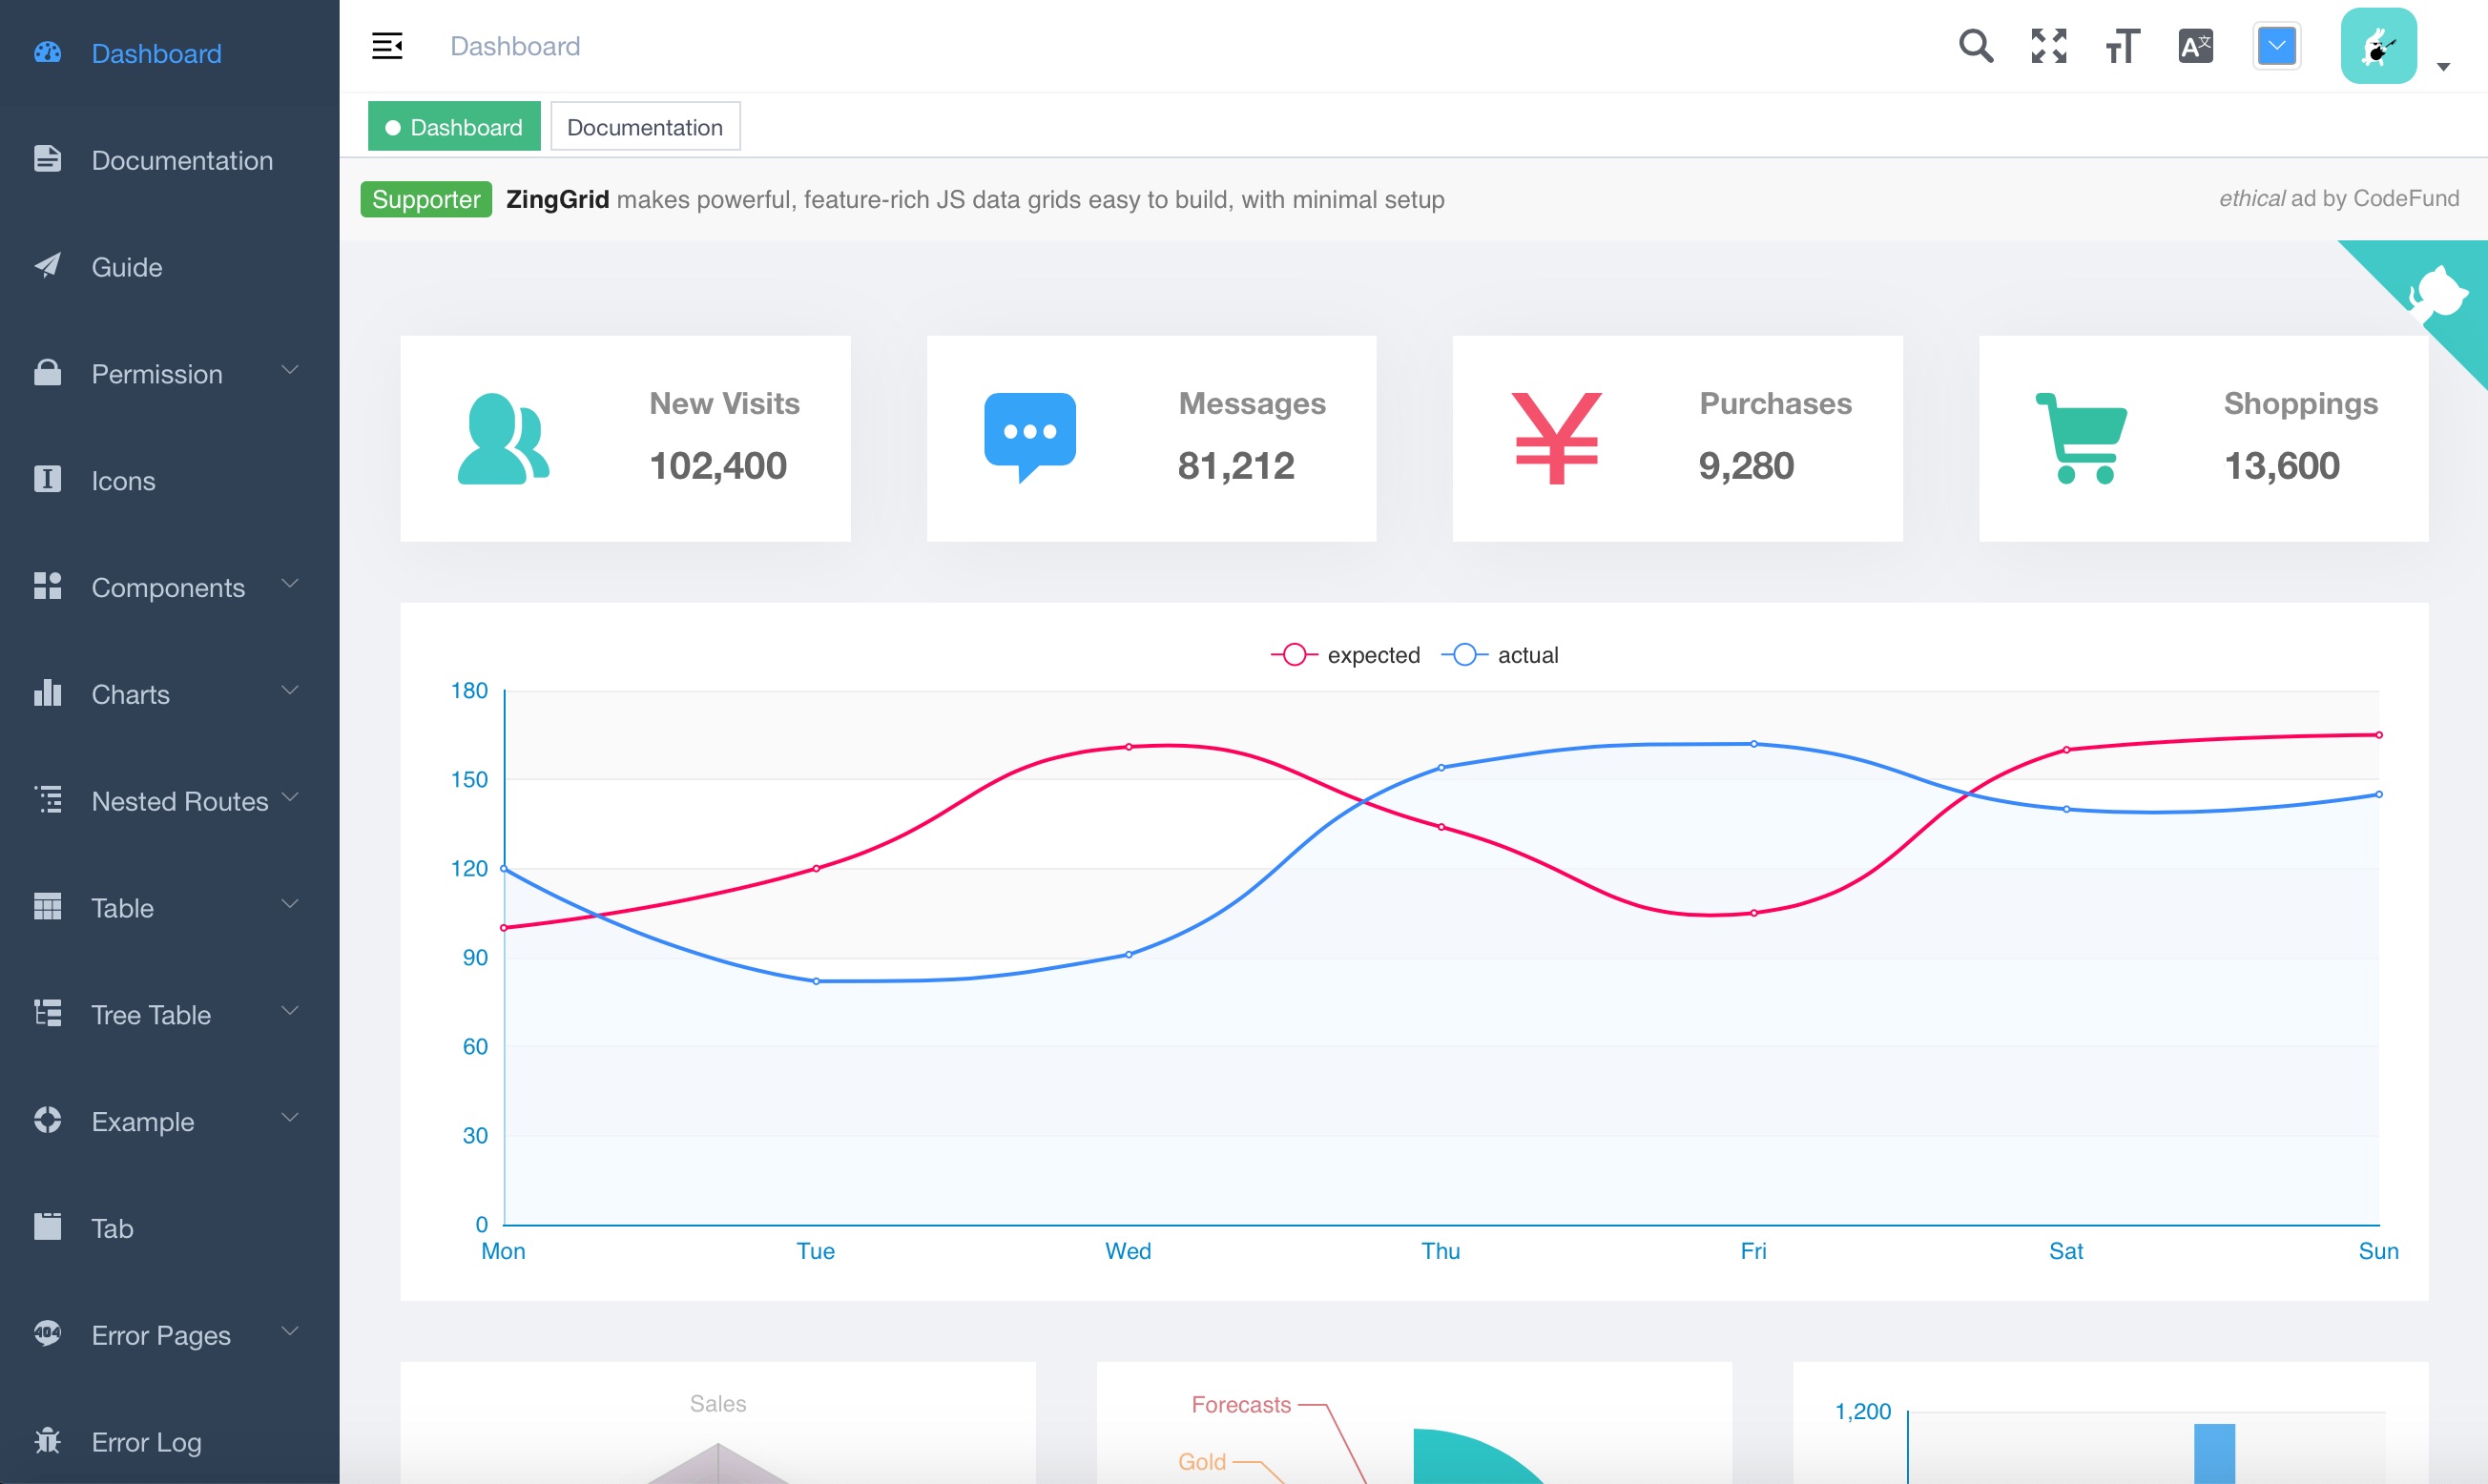 Dashboard
Documentation
Guide
Permission
Icons
Components
Charts
Nested Routes
Table
Tree Table
Example
Tab
404
Error Pages
Error Log
Dashboard
Dashboard
Documentation
Supporter ZingGrid makes powerful, feature-rich JS data grids easy to build, with minimal setup
ethical ad by CodeFund
New Visits
102,400
Messages
81,212
Purchases
9,280
Shoppings
13,600
expected
actual
180
150
120
90
60
30
0
Mon
Tue
Wed
Thu
Fri
Sat
Sun
Sales
Forecasts
Gold
1,200